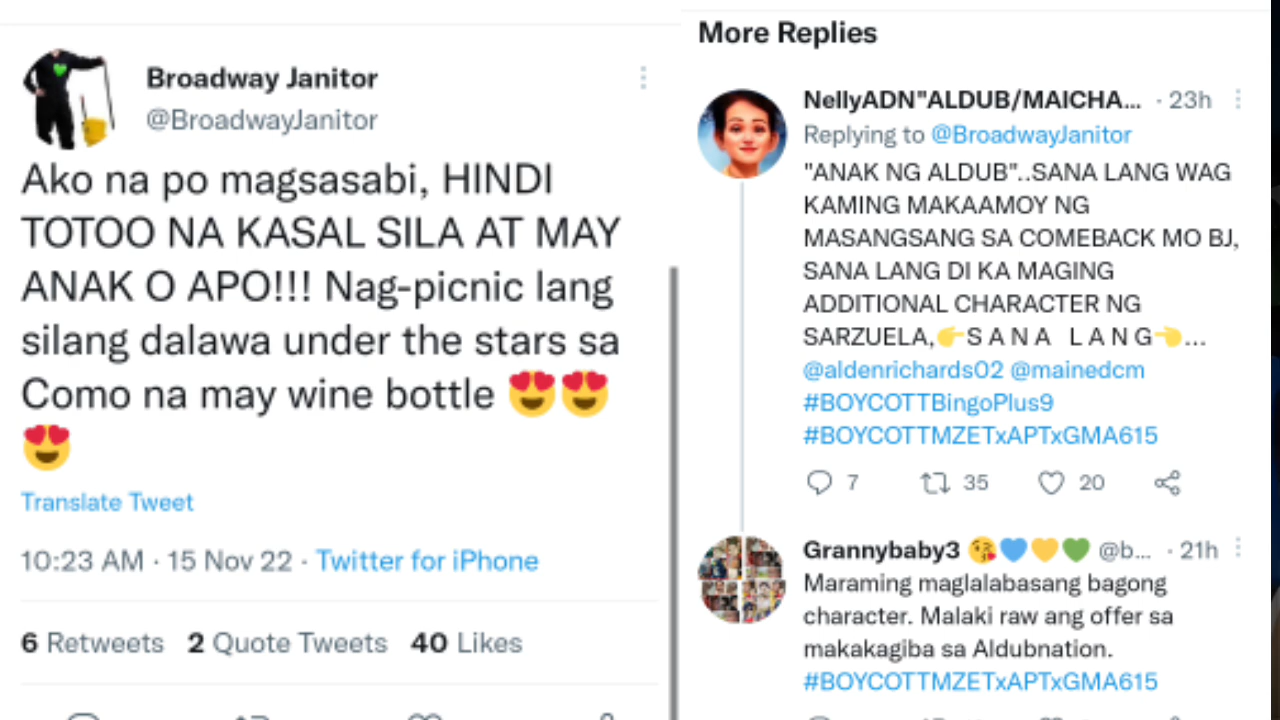 Broadway Janitor
@BroadwayJanitor
Ako na po magsasabi, HINDI
TOTOO NA KASAL SILA AT MAY
ANAK O APO!!! Nag-picnic lang
silang dalawa under the stars sa
Como na may wine bottle 😍😍
😍
Translate Tweet
10:23 AM · 15 Nov 22 · Twitter for iPhone
6 Retweets 2 Quote Tweets 40 Likes
More Replies
NellyADN"ALDUB/MAICHA... · 23h
Replying to @BroadwayJanitor
"ANAK NG ALDUB"..SANA LANG WAG
KAMING MAKAAMOY NG
MASANGSANG SA COMEBACK MO BJ,
SANA LANG DI KA MAGING
ADDITIONAL CHARACTER NG
SARZUELA,👉S A N A L A N G👈...
@aldenrichards02 @mainedcm
#BOYCOTTBingoPlus9
#BOYCOTTMZETxAPTxGMA615
7 35 20
Grannybaby3 😘💙💛💚 @b... · 21h
Maraming maglalabasang bagong
character. Malaki raw ang offer sa
makakagiba sa Aldubnation.
#BOYCOTTMZETxAPTxGMA615